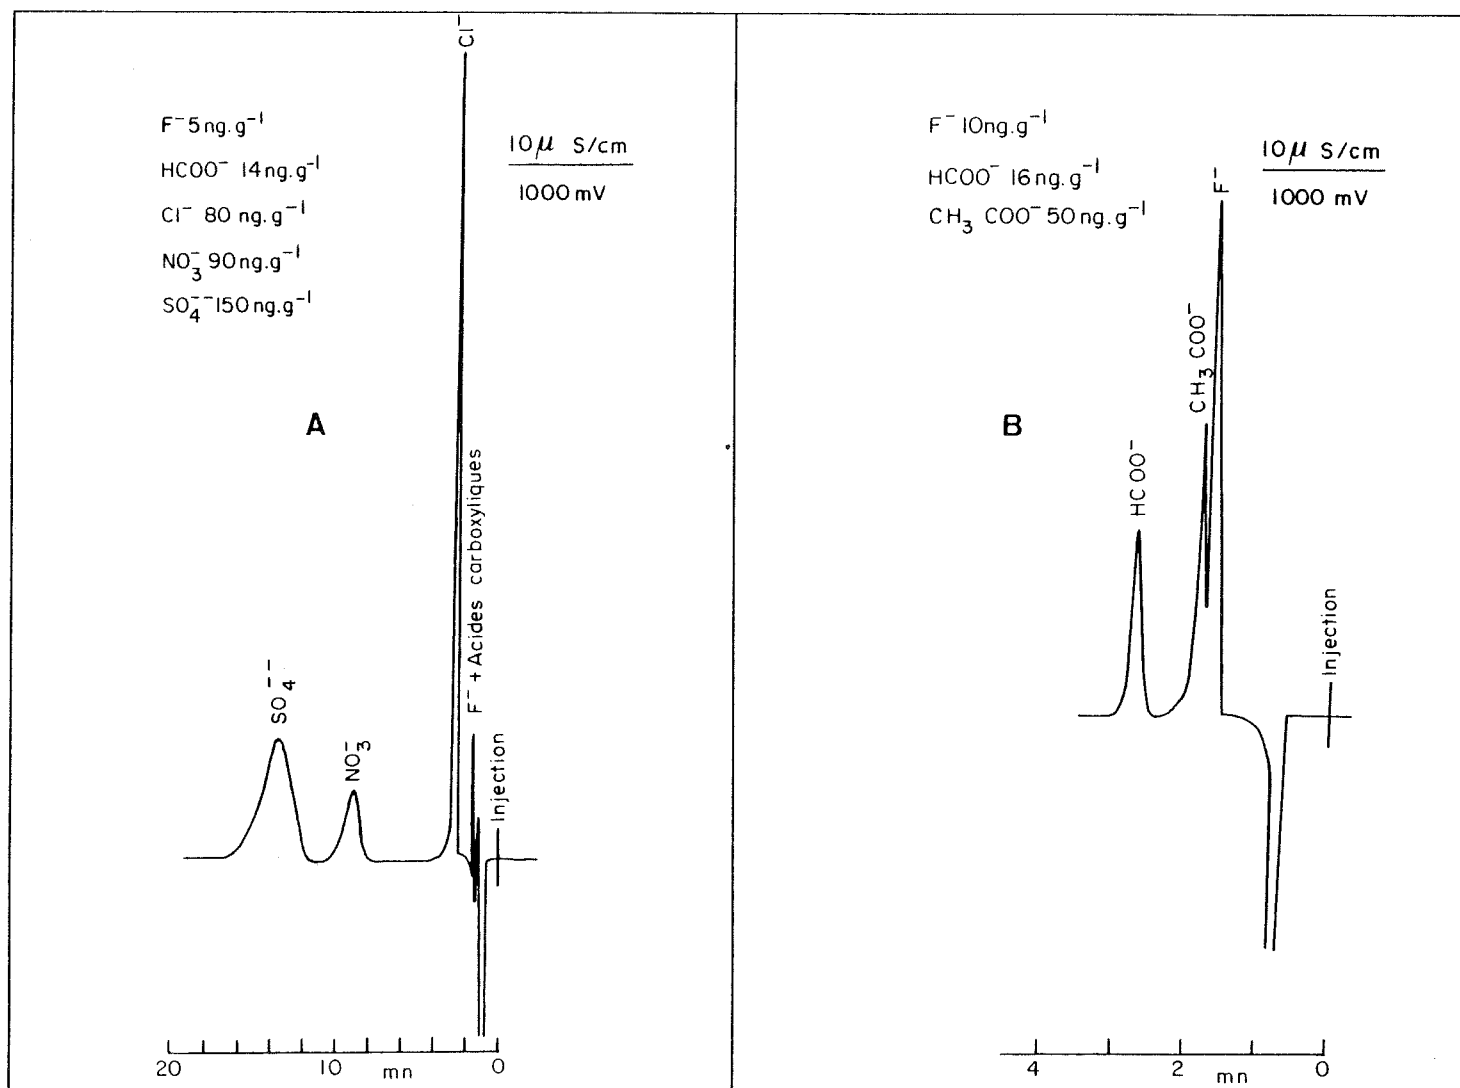 Cl⁻
F⁻ 5 ng.g⁻¹
HCOO⁻ 14 ng.g⁻¹
Cl⁻ 80 ng.g⁻¹
NO₃⁻ 90 ng.g⁻¹
SO₄⁻⁻ 150 ng.g⁻¹
10 μ S/cm
1000 mV
A
SO₄⁻⁻
NO₃⁻
F⁻ + Acides carboxyliques
Injection
20
10
mn
0
F⁻ 10 ng.g⁻¹
HCOO⁻ 16 ng.g⁻¹
CH₃ COO⁻ 50 ng.g⁻¹
10 μ S/cm
1000 mV
B
HCOO⁻
CH₃ COO⁻
F⁻
Injection
4
2
mn
0